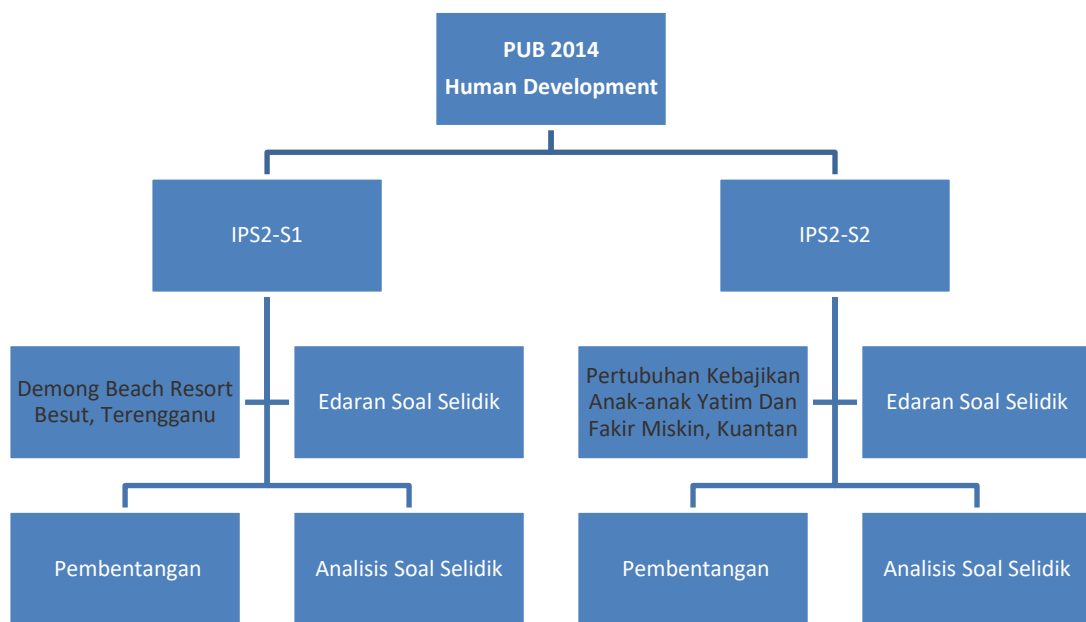 PUB 2014
Human Development
IPS2-S1
IPS2-S2
Demong Beach Resort
Besut, Terengganu
Edaran Soal Selidik
Pertubuhan Kebajikan
Anak-anak Yatim Dan
Fakir Miskin, Kuantan
Edaran Soal Selidik
Pembentangan
Analisis Soal Selidik
Pembentangan
Analisis Soal Selidik